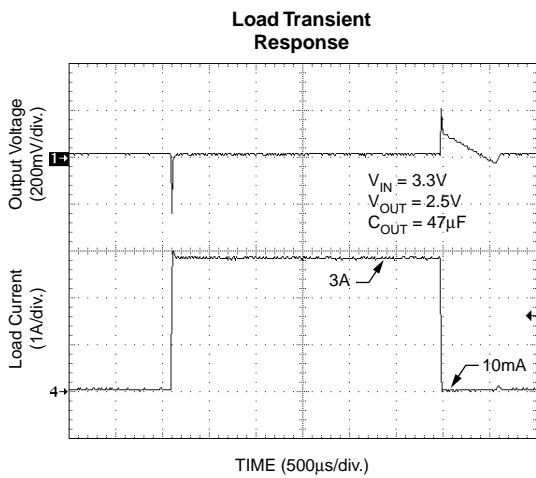 Load Transient
Response
Output Voltage
(200mV/div.)
1
V_IN = 3.3V
V_OUT = 2.5V
C_OUT = 47µF
Load Current
(1A/div.)
3A
10mA
4
TIME (500µs/div.)